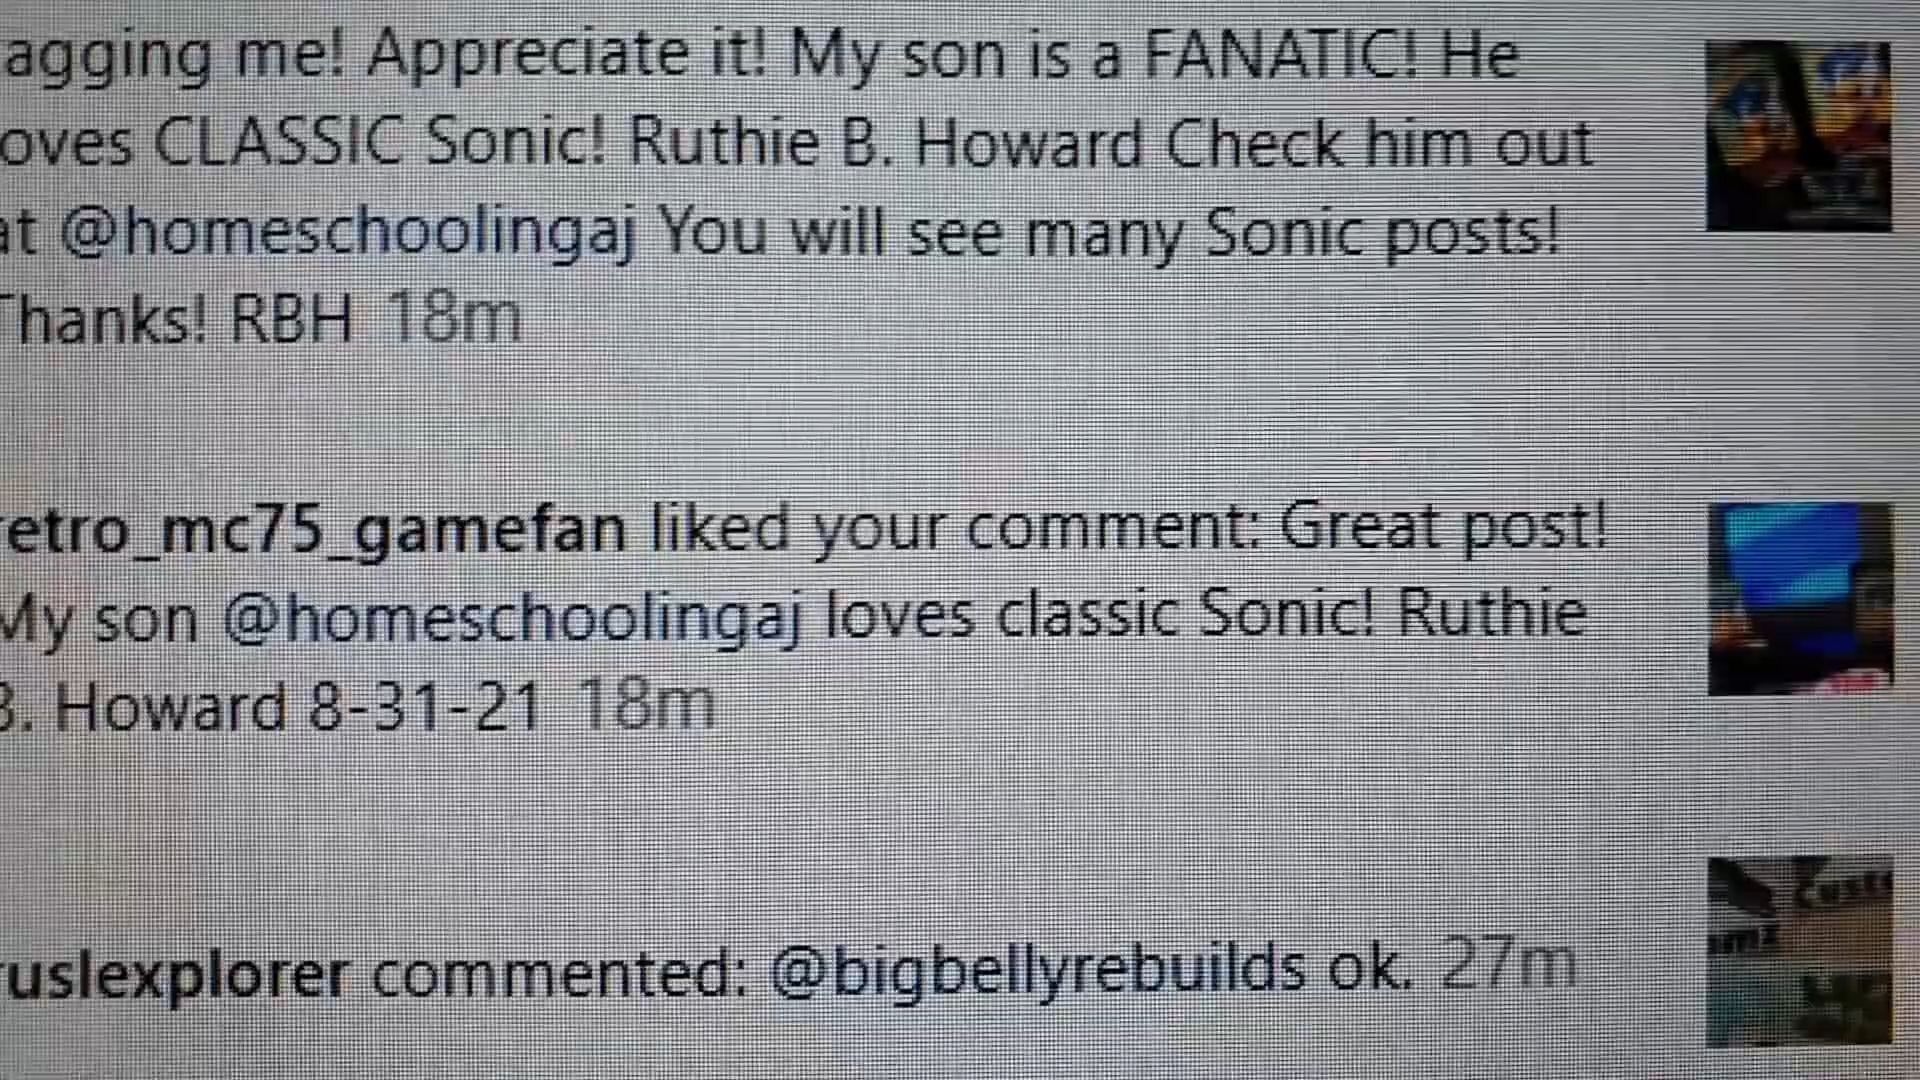 agging me! Appreciate it! My son is a FANATIC! He
oves CLASSIC Sonic! Ruthie B. Howard Check him out
at @homeschoolingaj You will see many Sonic posts!
Thanks! RBH 18m
etro_mc75_gamefan liked your comment: Great post!
My son @homeschoolingaj loves classic Sonic! Ruthie
B. Howard 8-31-21 18m
uslexplorer commented: @bigbellyrebuilds ok. 27m
Custo